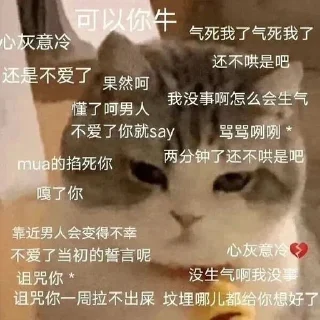 可以你牛
心灰意冷
气死我了气死我了
还不哄是吧
还是不爱了
果然呵
懂了呵男人
我没事啊怎么会生气
不爱了你就say
骂骂咧咧 *
mua的掐死你
两分钟了还不哄是吧
嘎了你
靠近男人会变得不幸
不爱了当初的誓言呢
心灰意冷💔
诅咒你 *
没生气啊我没事
诅咒你一周拉不出屎
坟埋哪儿都给你想好了